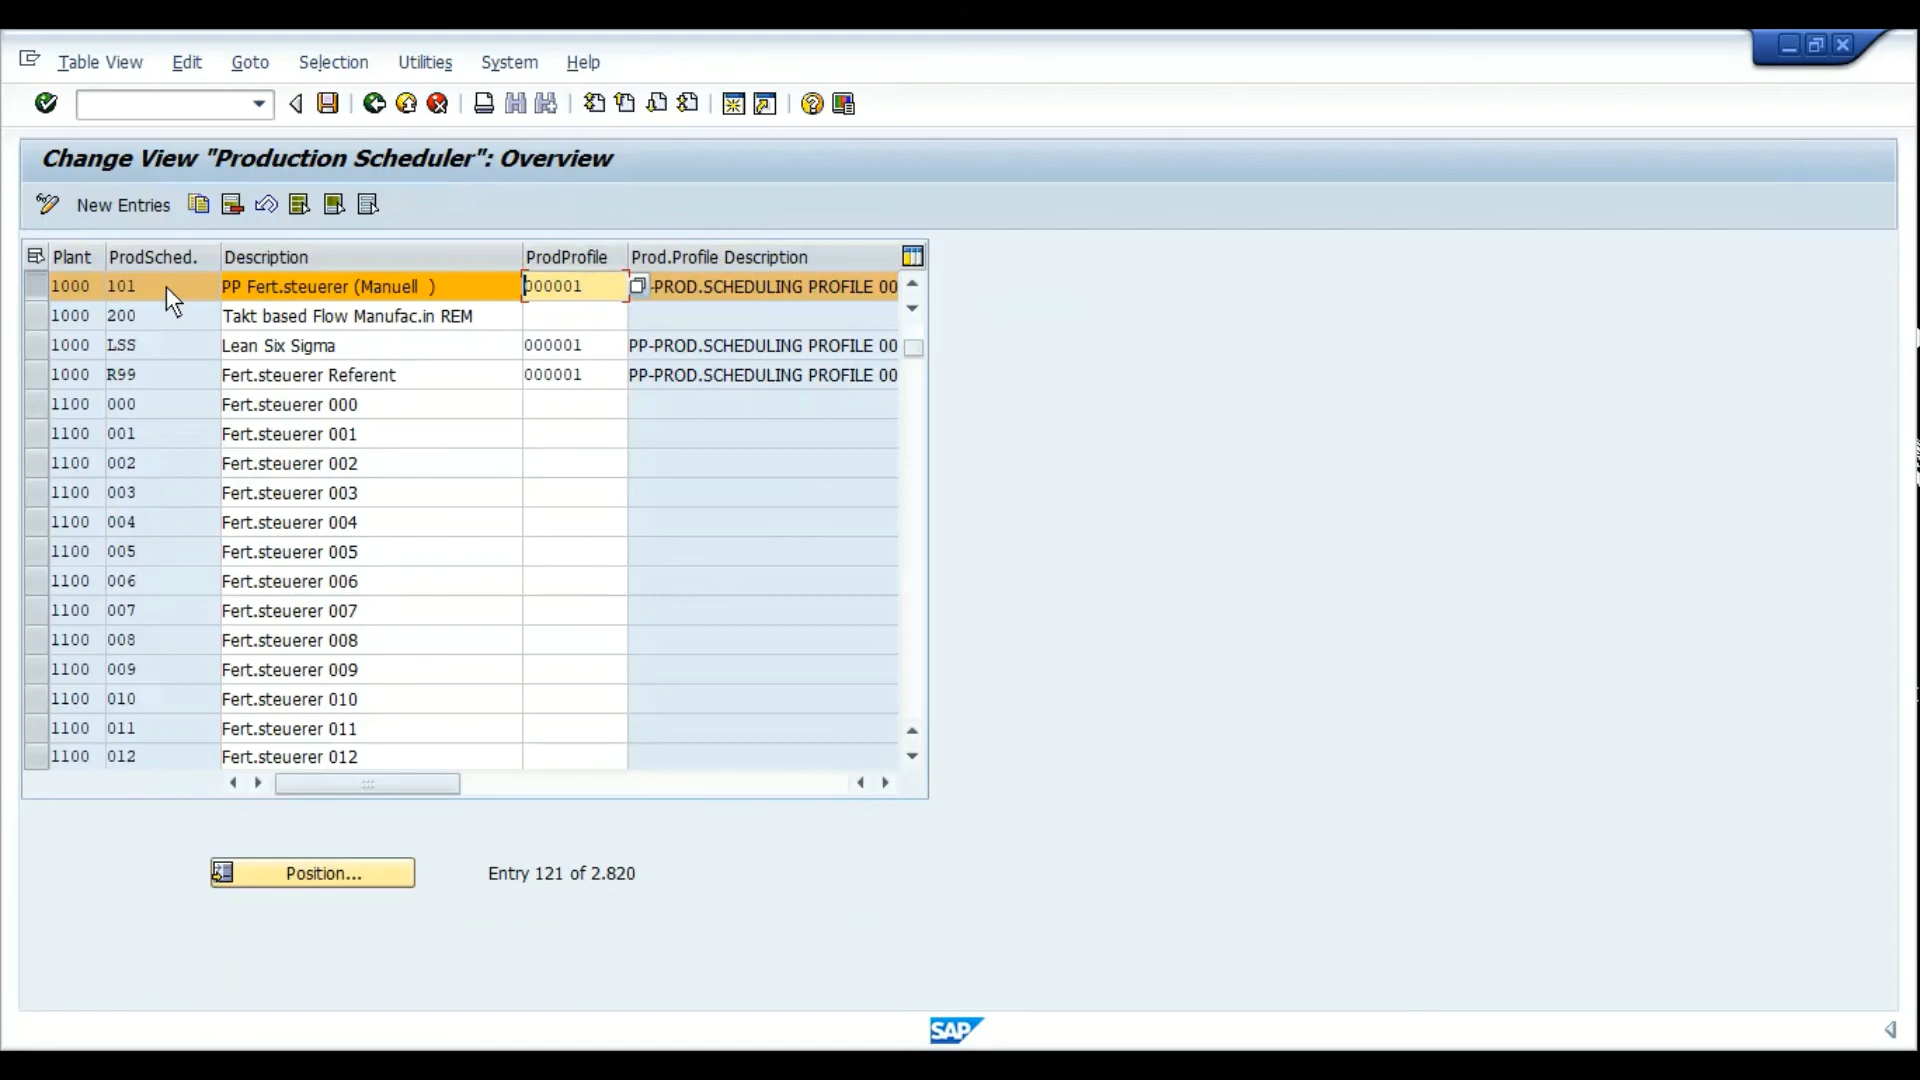 Table View Edit Goto Selection Utilities System Help
Change View "Production Scheduler": Overview
New Entries
Plant ProdSched. Description ProdProfile Prod.Profile Description
1000 101 PP Fert.steuerer (Manuell ) 000001 -PROD.SCHEDULING PROFILE 00
1000 200 Takt based Flow Manufac.in REM
1000 LSS Lean Six Sigma 000001 PP-PROD.SCHEDULING PROFILE 00
1000 R99 Fert.steuerer Referent 000001 PP-PROD.SCHEDULING PROFILE 00
1100 000 Fert.steuerer 000
1100 001 Fert.steuerer 001
1100 002 Fert.steuerer 002
1100 003 Fert.steuerer 003
1100 004 Fert.steuerer 004
1100 005 Fert.steuerer 005
1100 006 Fert.steuerer 006
1100 007 Fert.steuerer 007
1100 008 Fert.steuerer 008
1100 009 Fert.steuerer 009
1100 010 Fert.steuerer 010
1100 011 Fert.steuerer 011
1100 012 Fert.steuerer 012
Position... Entry 121 of 2.820
SAP